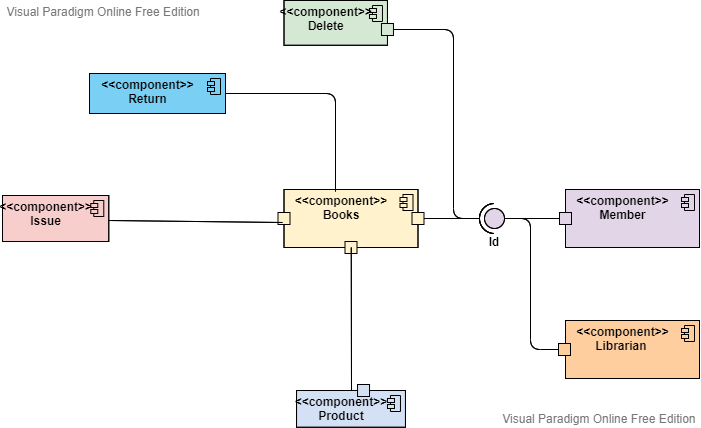 Visual Paradigm Online Free Edition
<<component>>
Delete
<<component>>
Return
<<component>>
Issue
<<component>>
Books
<<component>>
Member
Id
<<component>>
Librarian
<<component>>
Product
Visual Paradigm Online Free Edition